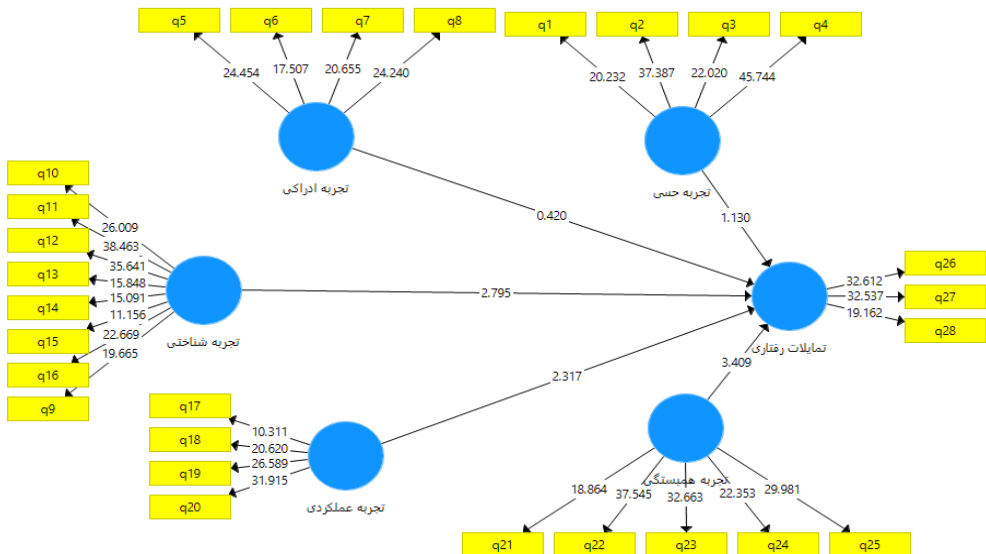 q5
q6
q7
q8
q1
q2
q3
q4
24.454
17.507
20.655
24.240
20.232
37.387
22.020
45.744
تجربه ادراکی
تجربه حسی
q10
q11
q12
q13
q14
q15
q16
q9
26.009
38.463
35.641
15.848
15.091
11.156
22.669
19.665
تجربه شناختی
0.420
1.130
2.795
2.317
3.409
تمایلات رفتاری
32.612
32.537
19.162
q26
q27
q28
q17
q18
q19
q20
10.311
20.620
26.589
31.915
تجربه عملکردی
تجربه همبستگی
18.864
37.545
32.663
22.353
29.981
q21
q22
q23
q24
q25